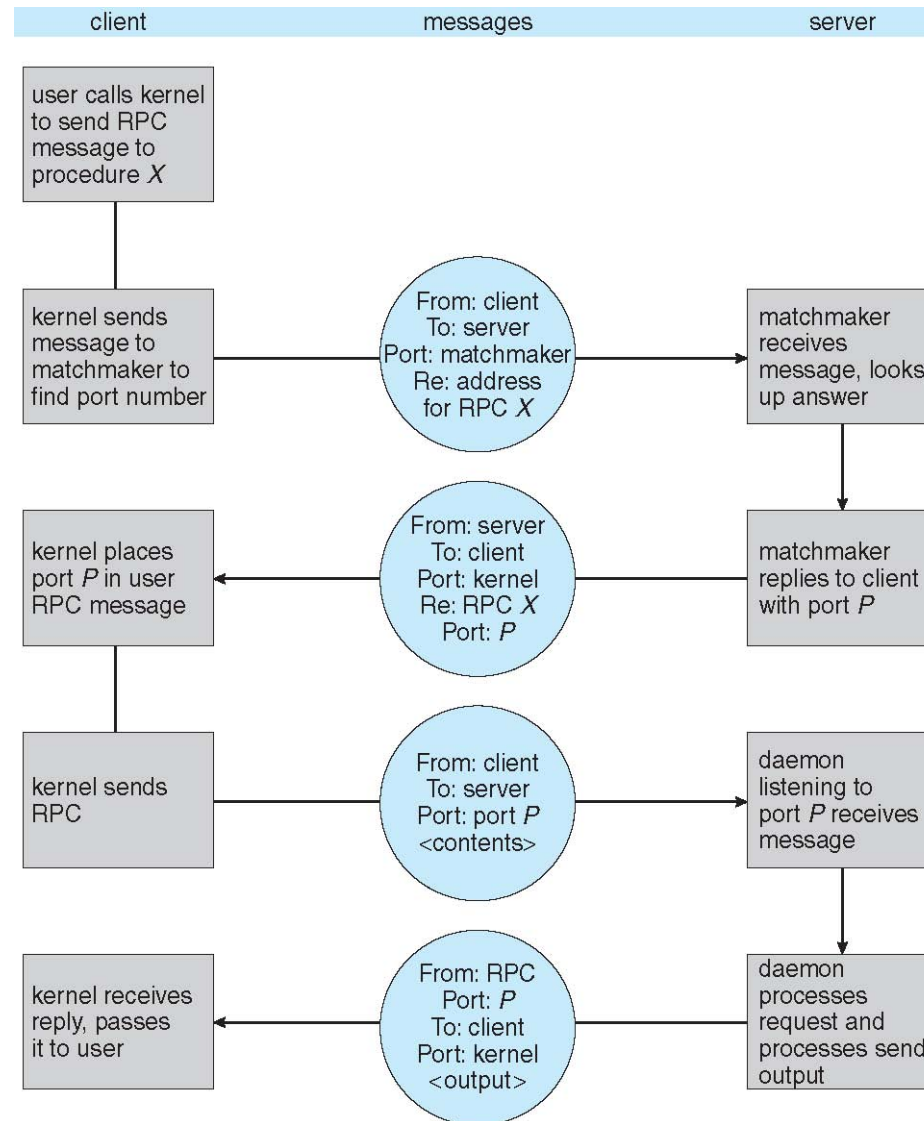 client
messages
server
user calls kernel
to send RPC
message to
procedure X
kernel sends
message to
matchmaker to
find port number
From: client
To: server
Port: matchmaker
Re: address
for RPC X
matchmaker
receives
message, looks
up answer
kernel places
port P in user
RPC message
From: server
To: client
Port: kernel
Re: RPC X
Port: P
matchmaker
replies to client
with port P
kernel sends
RPC
From: client
To: server
Port: port P
<contents>
daemon
listening to
port P receives
message
kernel receives
reply, passes
it to user
From: RPC
Port: P
To: client
Port: kernel
<output>
daemon
processes
request and
processes send
output